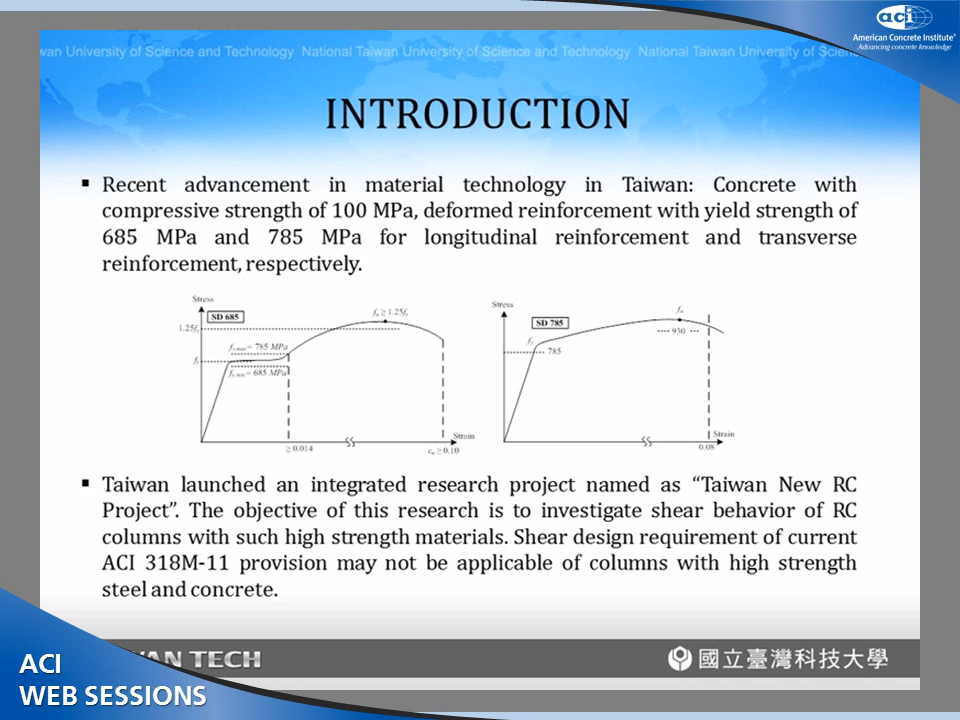 aci
American Concrete Institute®
Advancing concrete knowledge
wan University of Science and Technology National Taiwan University of Science and Technology National Taiwan University of Scien
INTRODUCTION
▪ Recent advancement in material technology in Taiwan: Concrete with
compressive strength of 100 MPa, deformed reinforcement with yield strength of
685 MPa and 785 MPa for longitudinal reinforcement and transverse
reinforcement, respectively.
Stress
SD 685
fᵤ ≥ 1.25fᵧ
1.25fᵧ
fy,max = 785 MPa
fᵧ
fy,min = 685 MPa
Strain
≥0.014
εᵤ ≥ 0.10
Stress
SD 785
fᵤ
930
fᵧ
785
Strain
0.08
▪ Taiwan launched an integrated research project named as “Taiwan New RC
Project”. The objective of this research is to investigate shear behavior of RC
columns with such high strength materials. Shear design requirement of current
ACI 318M-11 provision may not be applicable of columns with high strength
steel and concrete.
WAN TECH
國立臺灣科技大學
ACI
WEB SESSIONS